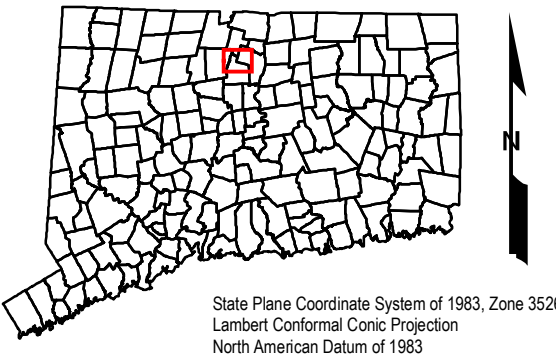 N
State Plane Coordinate System of 1983, Zone 3526
Lambert Conformal Conic Projection
North American Datum of 1983